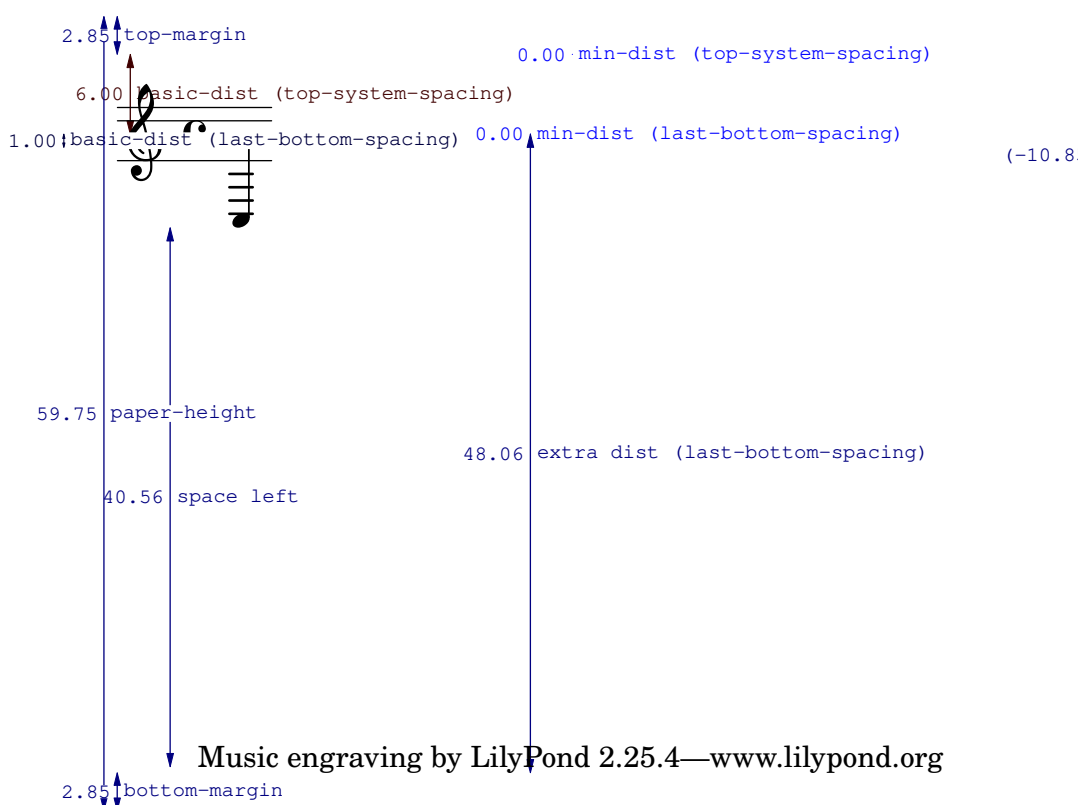 2.85 top-margin
0.00 min-dist (top-system-spacing)
6.00 basic-dist (top-system-spacing)
0.00 min-dist (last-bottom-spacing)
1.00 basic-dist (last-bottom-spacing)
(-10.8
59.75 paper-height
48.06 extra dist (last-bottom-spacing)
40.56 space left
Music engraving by LilyPond 2.25.4—www.lilypond.org
2.85 bottom-margin